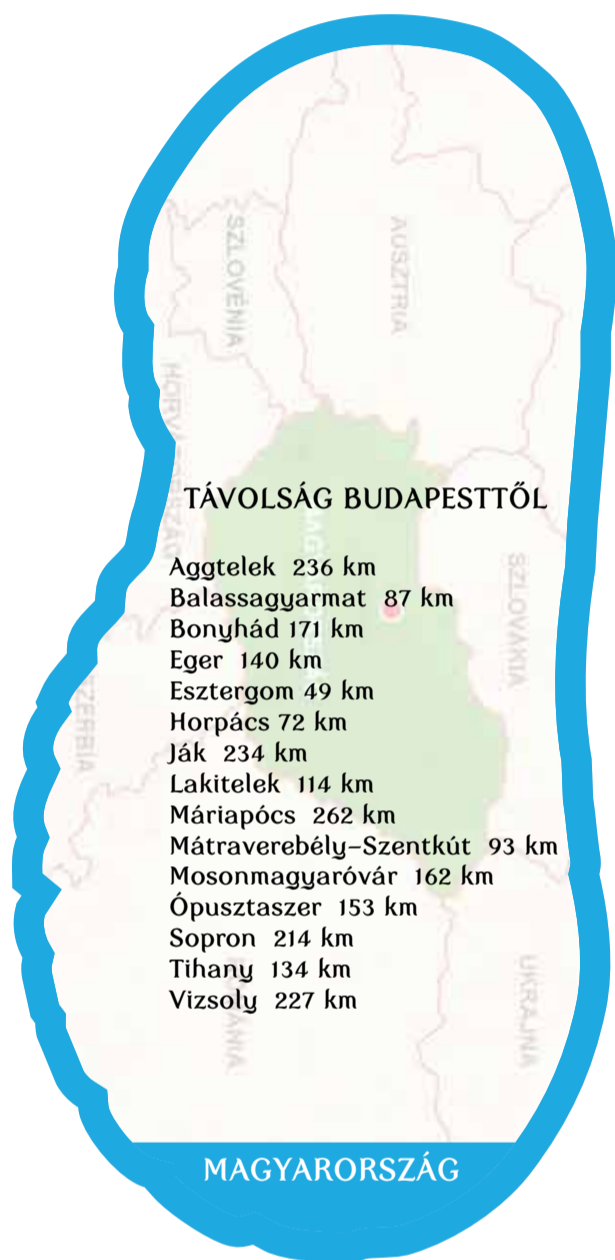 SZLOVÉNIA
AUSZTRIA
TÁVOLSÁG BUDAPESTTŐL
Aggtelek 236 km
Balassagyarmat 87 km
Bonyhád 171 km
Eger 140 km
Esztergom 49 km
Horpács 72 km
Ják 234 km
Lakitelek 114 km
Máriapócs 262 km
Mátraverebély–Szentkút 93 km
Mosonmagyaróvár 162 km
Ópusztaszer 153 km
Sopron 214 km
Tihany 134 km
Vizsoly 227 km
SZLOVÁKIA
SZERBIA
UKRAJNA
MAGYARORSZÁG